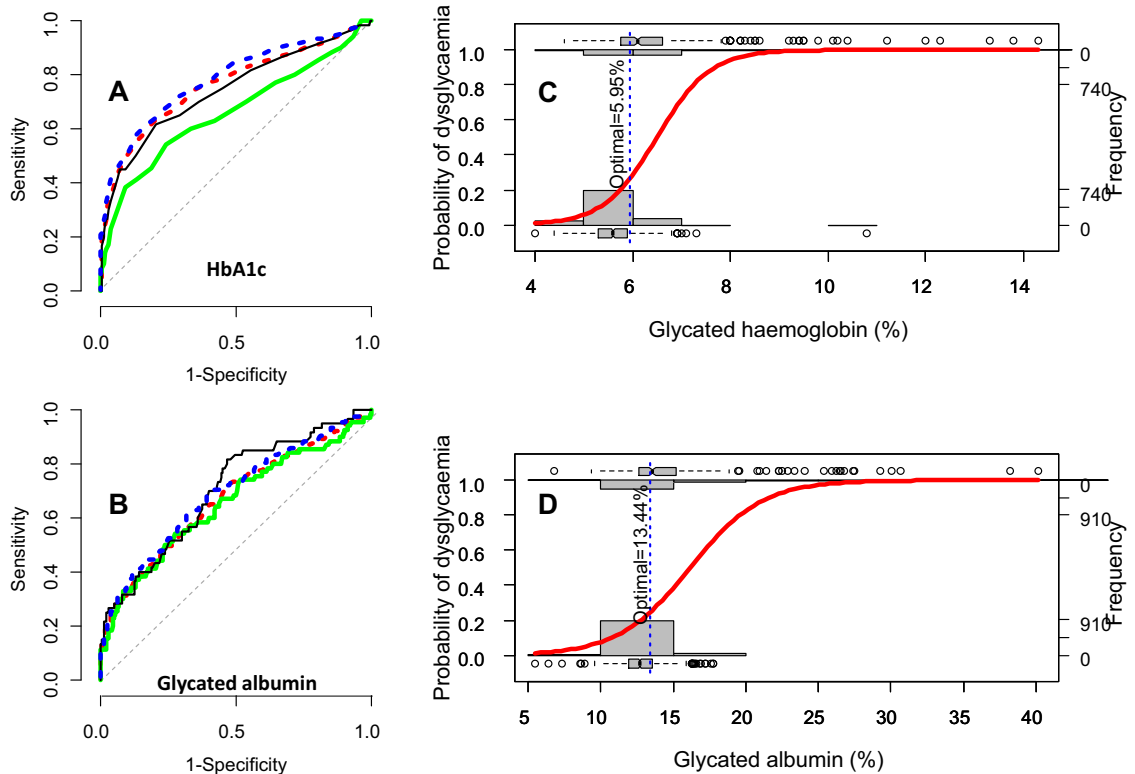 A
Sensitivity
0.0 0.2 0.4 0.6 0.8 1.0
HbA1c
0.0 0.5 1.0
1-Specificity
C
Probability of dysglycaemia
0.0 0.2 0.4 0.6 0.8 1.0
Optimal=5.95%
0 740
740 0
Frequency
4 6 8 10 12 14
Glycated haemoglobin (%)
B
Sensitivity
0.0 0.2 0.4 0.6 0.8 1.0
Glycated albumin
0.0 0.5 1.0
1-Specificity
D
Probability of dysglycaemia
0.0 0.2 0.4 0.6 0.8 1.0
Optimal=13.44%
0 910
910 0
Frequency
5 10 15 20 25 30 35 40
Glycated albumin (%)